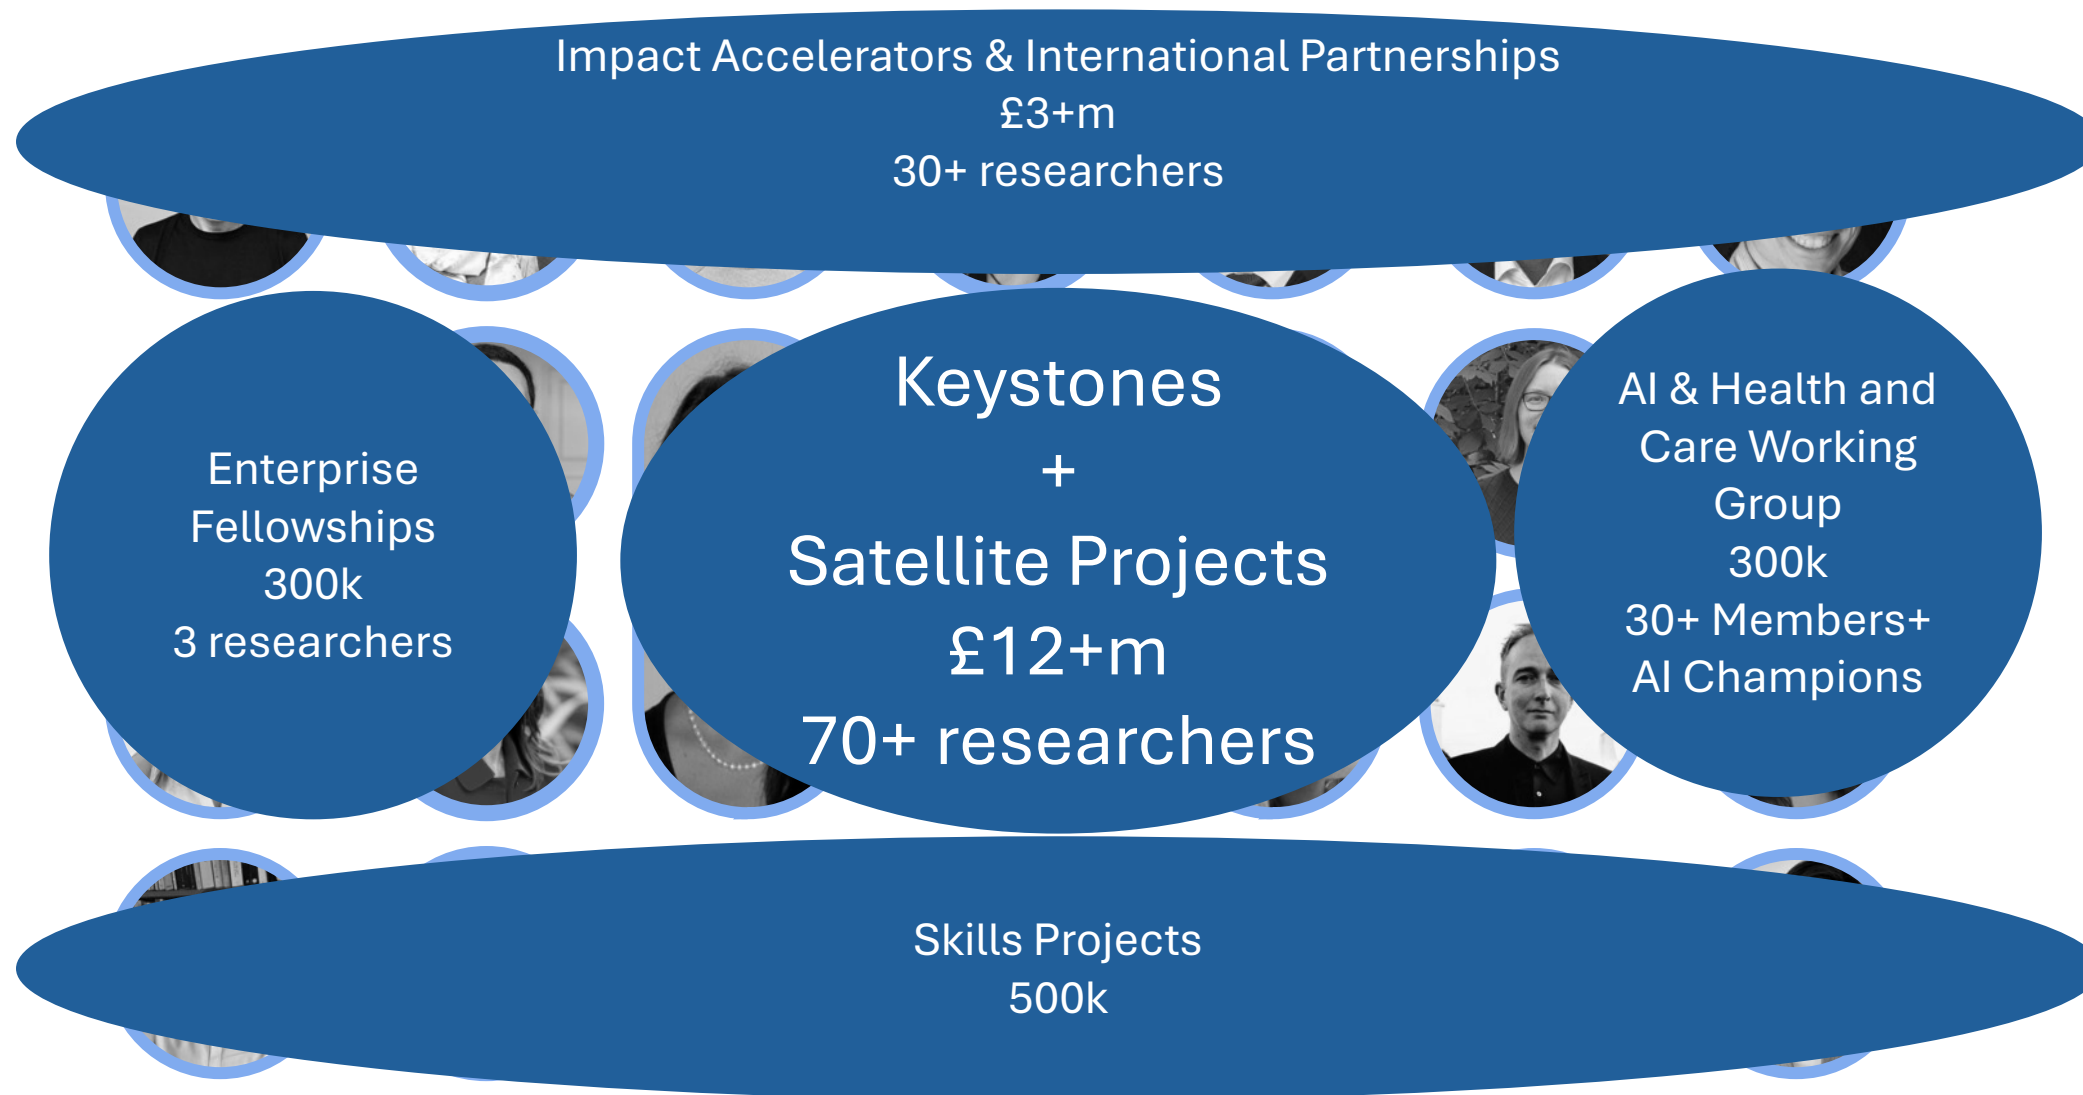 Impact Accelerators & International Partnerships
£3+m
30+ researchers
Enterprise
Fellowships
300k
3 researchers
Keystones
+
Satellite Projects
£12+m
70+ researchers
AI & Health and
Care Working
Group
300k
30+ Members+
AI Champions
Skills Projects
500k